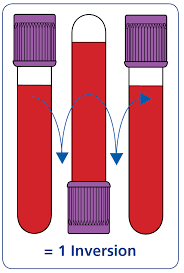 = 1 Inversion